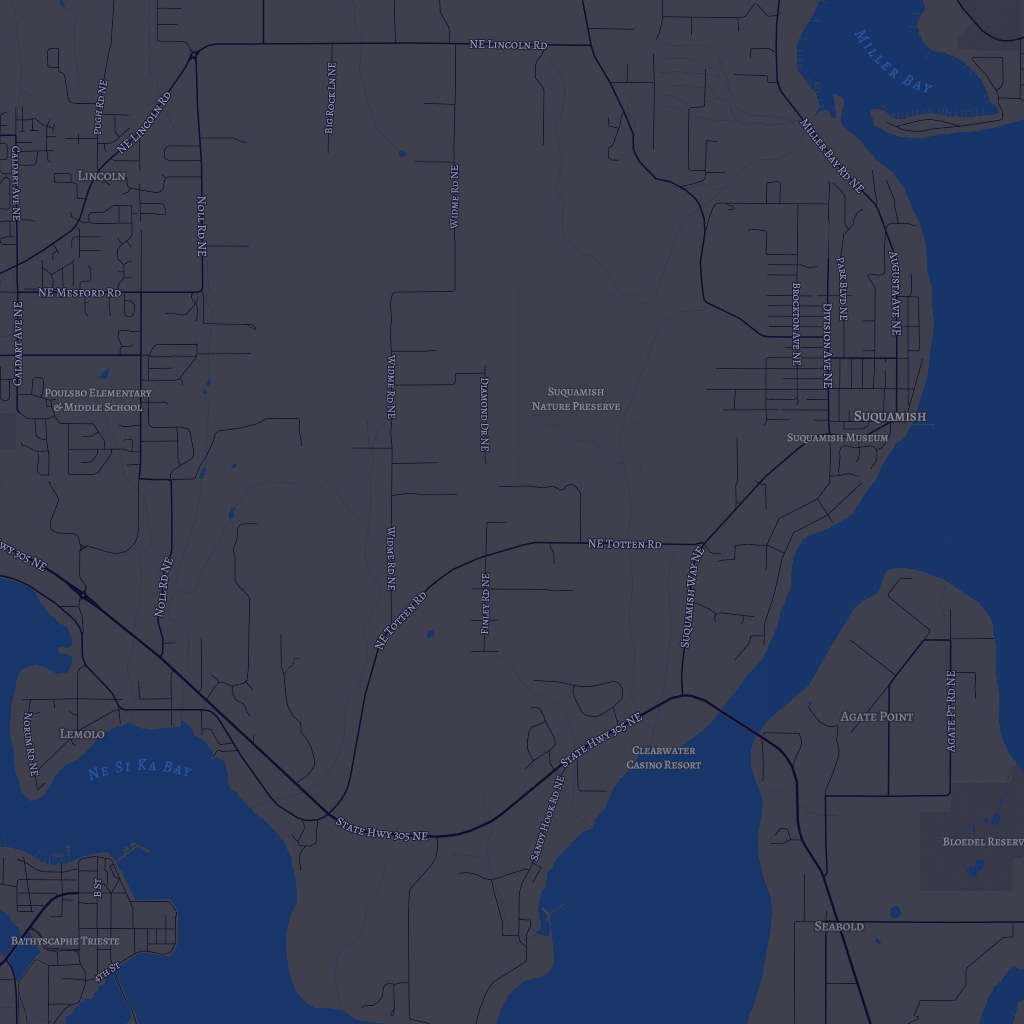 NE Lincoln Rd
Miller Bay
Big Rock Ln NE
Pugh Rd NE
NE Lincoln Rd
Miller Bay Rd NE
Lincoln
Caldart Ave NE
Widme Rd NE
Noll Rd NE
NE Mesford Rd
Park Blvd NE
Augusta Ave NE
Brockton Ave NE
Division Ave NE
Caldart Ave NE
Widme Rd NE
Diamond Dr NE
Poulsbo Elementary
& Middle School
Suquamish
Nature Preserve
Suquamish
Suquamish Museum
Hwy 305 NE
NE Totten Rd
Widme Rd NE
Noll Rd NE
Finley Rd NE
Suquamish Way NE
NE Totten Rd
Agate Pt Rd NE
Agate Point
Norum Rd NE
Lemolo
State Hwy 305 NE
Clearwater
Casino Resort
Ne Si Ka Bay
Sandy Hook Rd NE
State Hwy 305 NE
Bloedel Reserv
B St
Seabold
Bathyscaphe Trieste
4th St